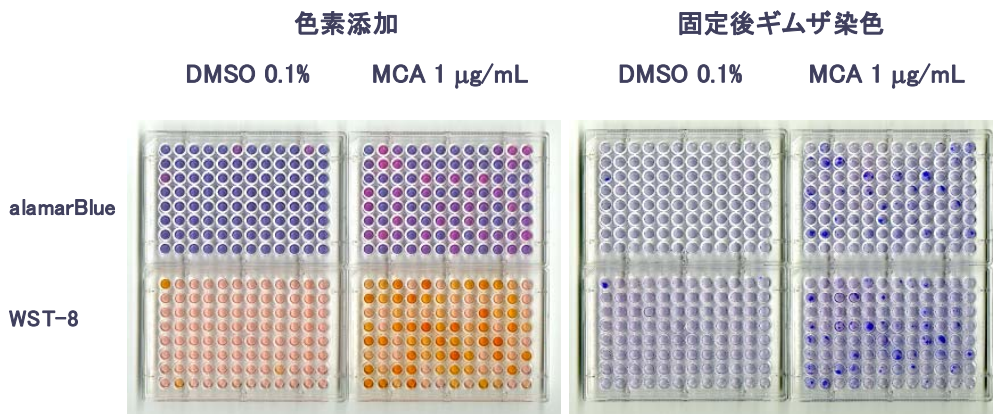 色素添加
固定後ギムザ染色
DMSO 0.1%
MCA 1 μg/mL
DMSO 0.1%
MCA 1 μg/mL
alamarBlue
WST-8